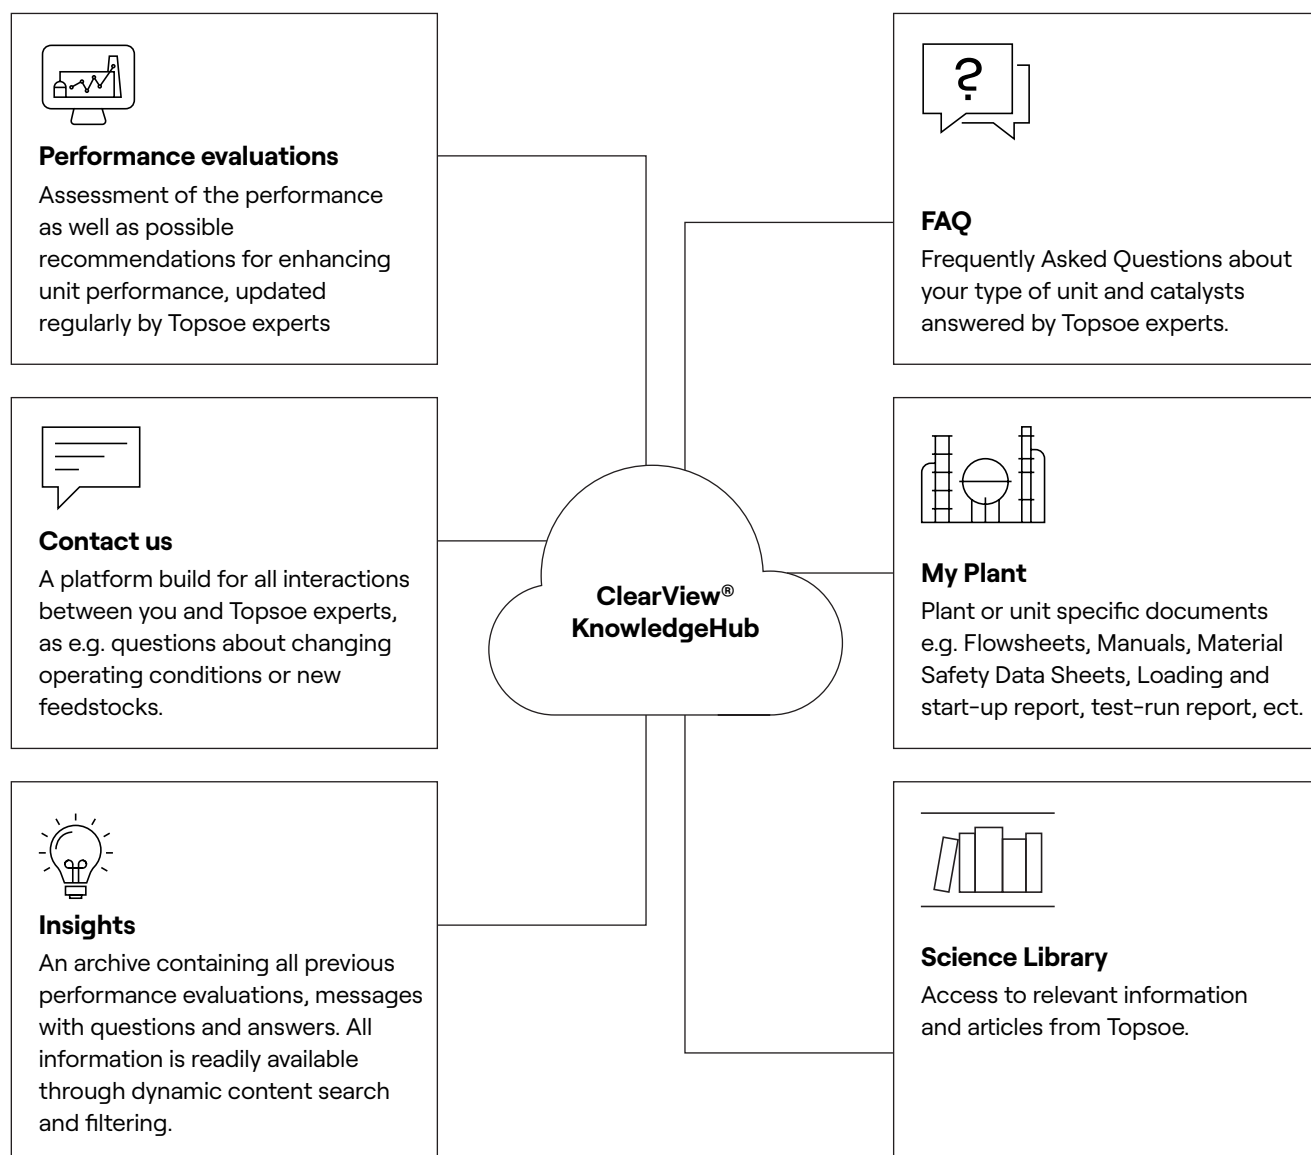 Performance evaluations
Assessment of the performance
as well as possible
recommendations for enhancing
unit performance, updated
regularly by Topsoe experts
Contact us
A platform build for all interactions
between you and Topsoe experts,
as e.g. questions about changing
operating conditions or new
feedstocks.
Insights
An archive containing all previous
performance evaluations, messages
with questions and answers. All
information is readily available
through dynamic content search
and filtering.
ClearView®
KnowledgeHub
?
FAQ
Frequently Asked Questions about
your type of unit and catalysts
answered by Topsoe experts.
My Plant
Plant or unit specific documents
e.g. Flowsheets, Manuals, Material
Safety Data Sheets, Loading and
start-up report, test-run report, ect.
Science Library
Access to relevant information
and articles from Topsoe.